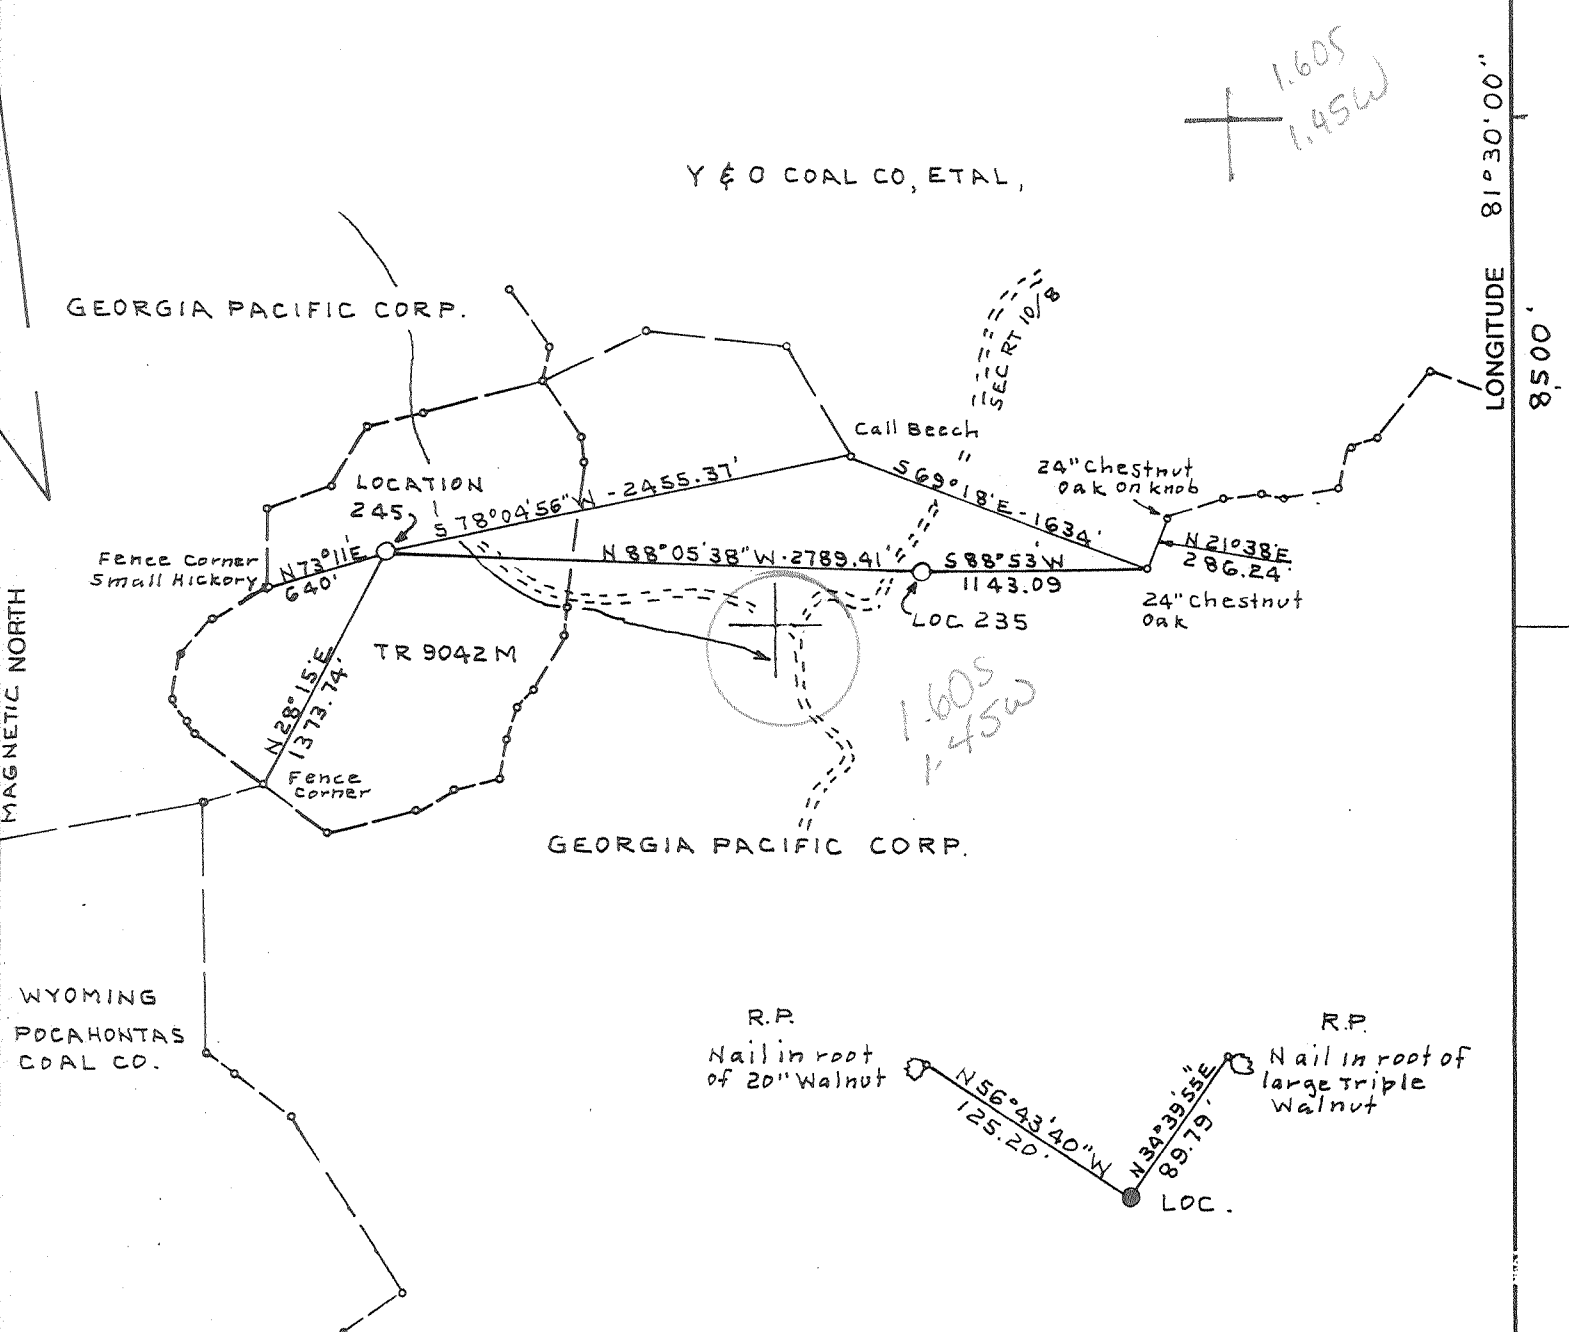 1.60S
1.45W
LONGITUDE 81°30'00"
8500'
Y & O COAL CO, ETAL,
GEORGIA PACIFIC CORP.
SEC RT 10/8
Call Beech
24" Chestnut
Oak on knob
LOCATION
245
S 78°04'56" W - 2455.37'
S 69°18' E - 1634'
N 21°38' E
286.24'
Fence Corner
Small Hickory
N 73°11' E
640'
N 88°05'38" W - 2789.41'
S 88°53' W
1143.09
24" Chestnut
Oak
LOC 235
TR 9042 M
N 28°15' E
1373.74'
1.60S
1.45W
MAGNETIC NORTH
Fence
Corner
GEORGIA PACIFIC CORP.
WYOMING
POCAHONTAS
COAL CO.
R.P.
Nail in root
of 20" Walnut
R.P.
Nail in root of
large Triple
Walnut
N 56°43'40" W
125.20'
N 34°39'55" E
89.79'
LOC.